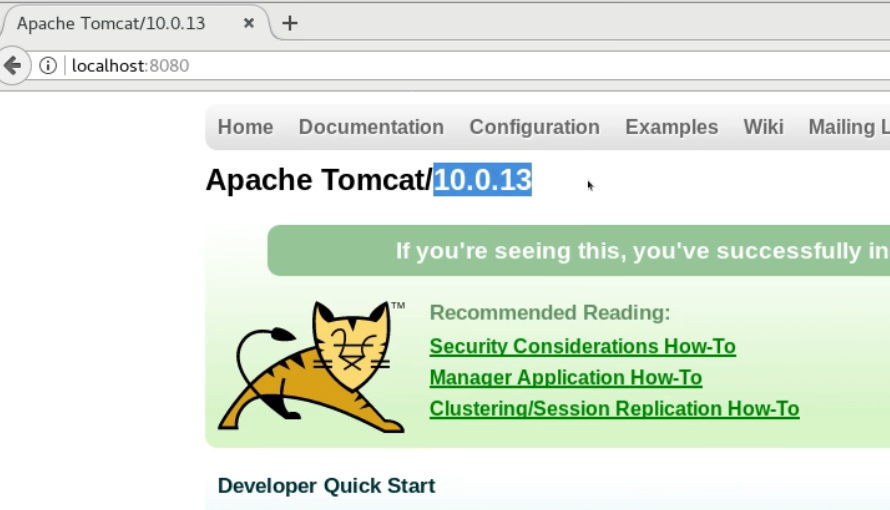 Apache Tomcat/10.0.13
localhost:8080
Home Documentation Configuration Examples Wiki Mailing
Apache Tomcat/10.0.13
If you're seeing this, you've successfully
TM
Recommended Reading:
Security Considerations How-To
Manager Application How-To
Clustering/Session Replication How-To
Developer Quick Start